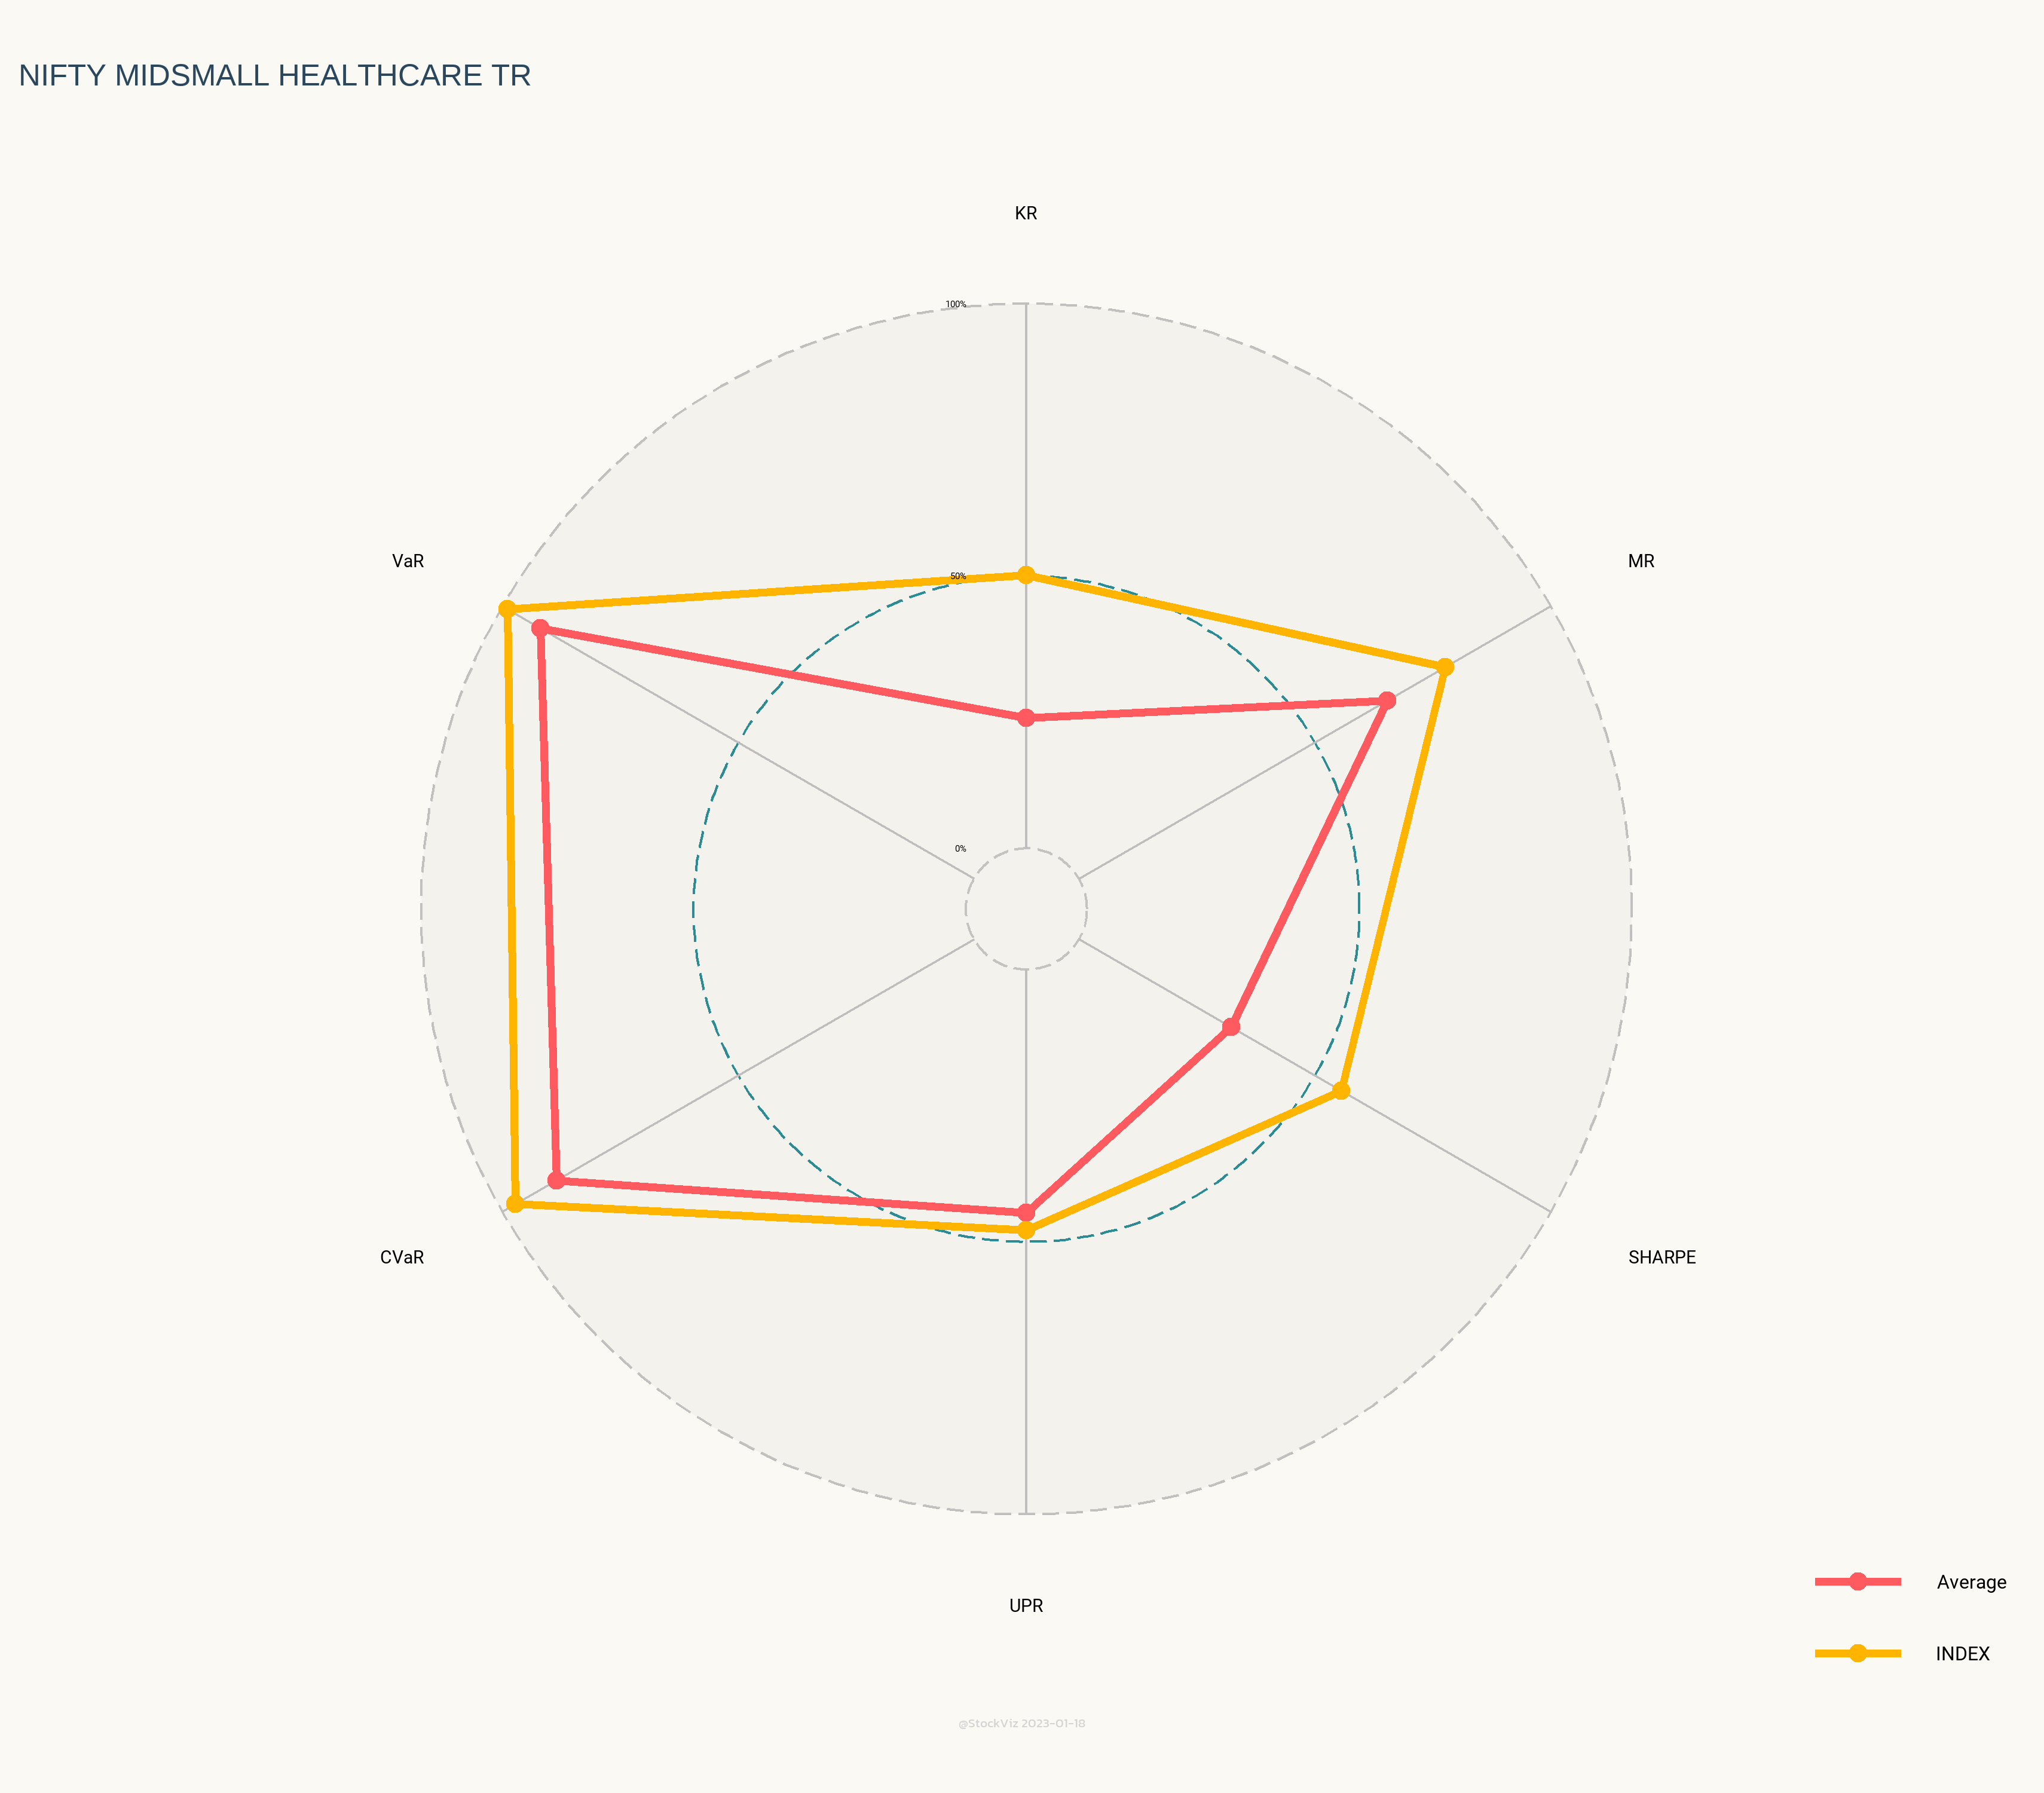 NIFTY MIDSMALL HEALTHCARE TR
KR
100%
VaR
MR
50%
0%
CVaR
SHARPE
UPR
Average
INDEX
@StockViz 2023-01-18